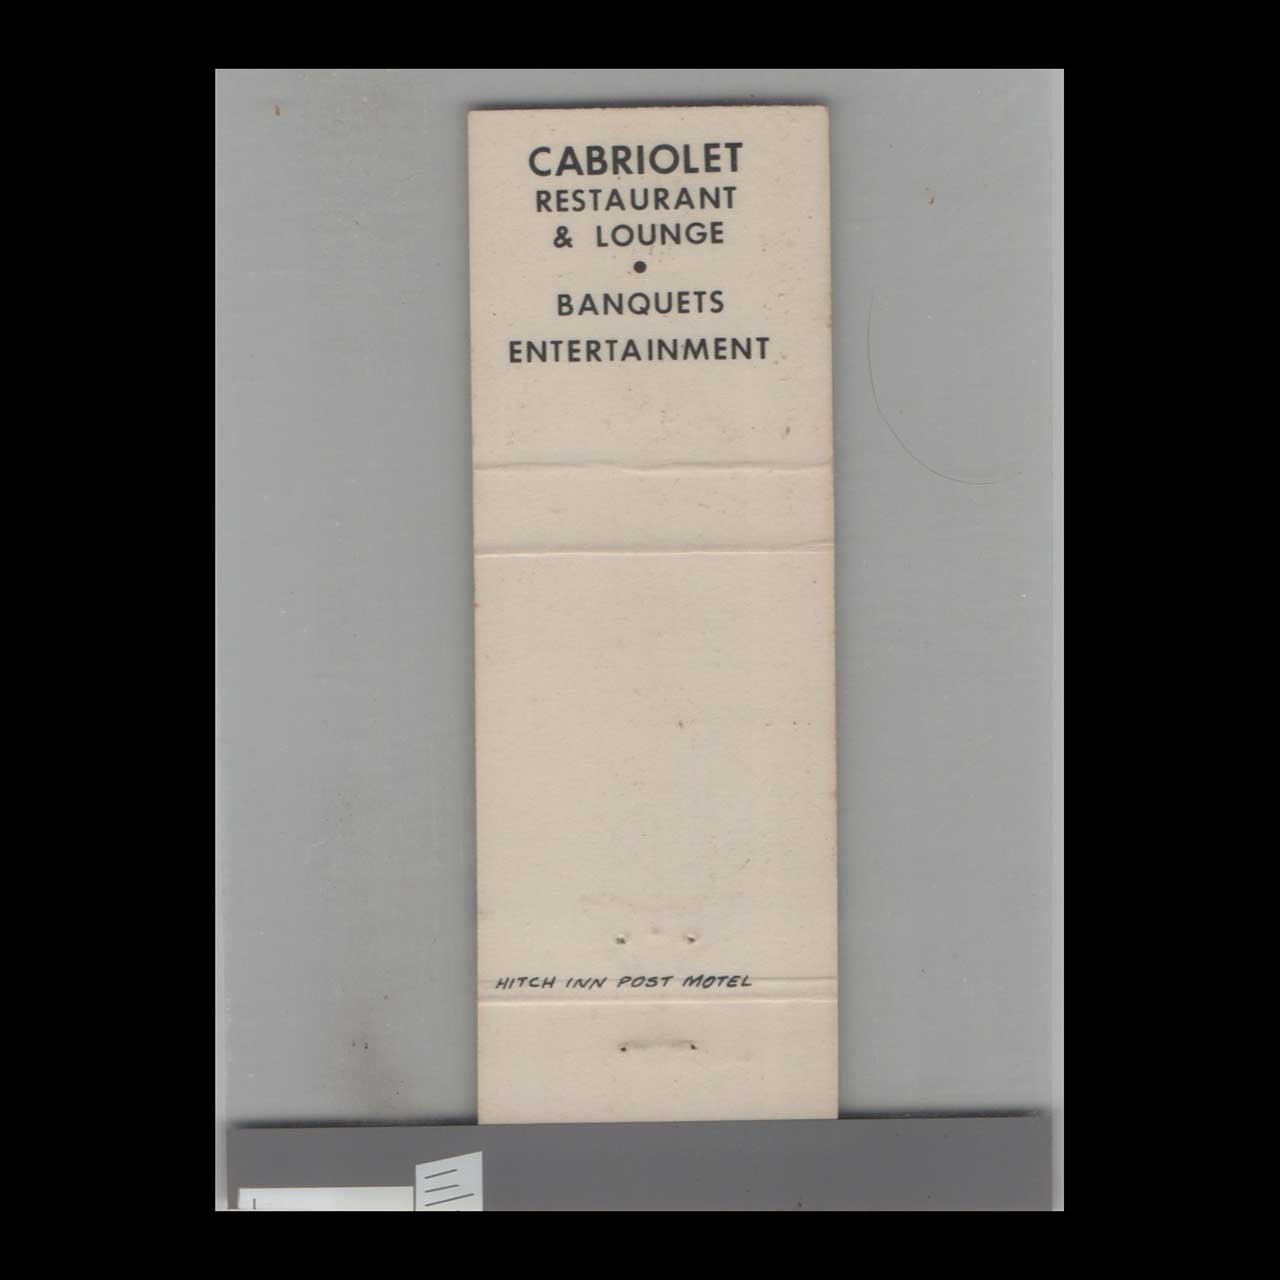 CABRIOLET
RESTAURANT
& LOUNGE
•
BANQUETS
ENTERTAINMENT
HITCH INN POST MOTEL